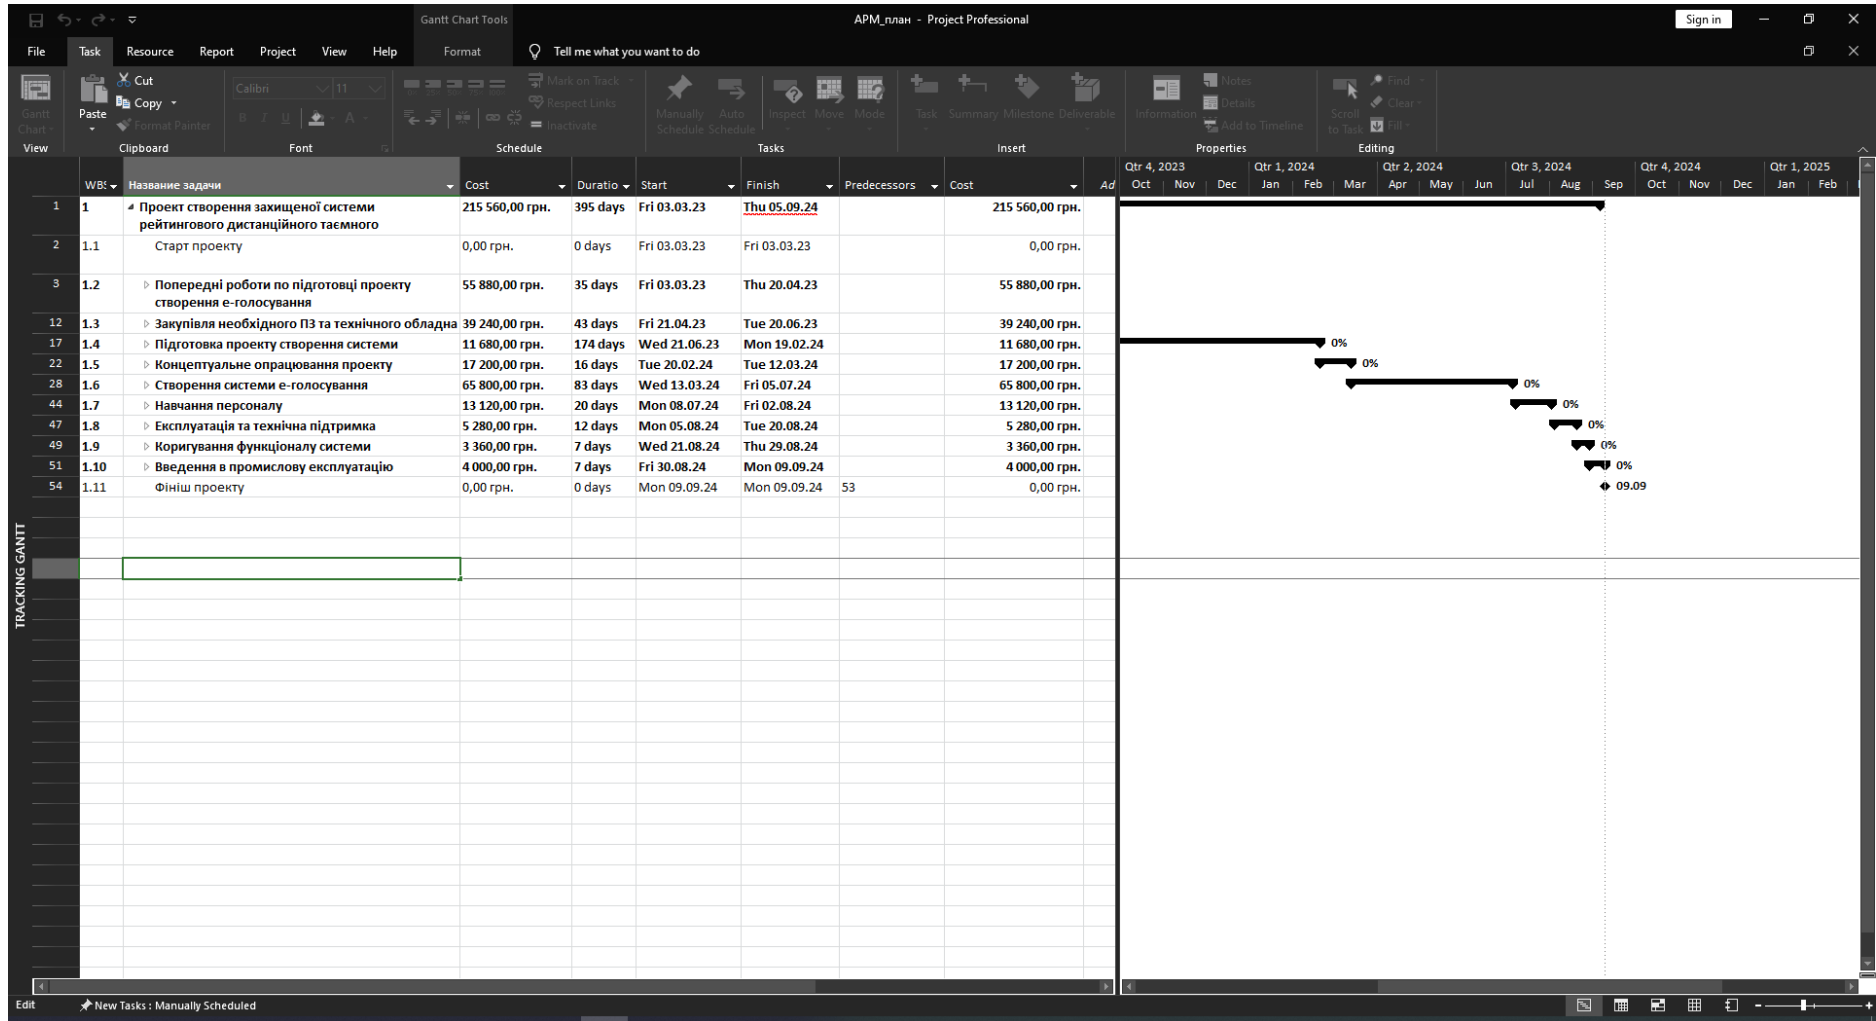 Gantt Chart Tools
АРМ_план - Project Professional
Sign in
File Task Resource Report Project View Help Format Tell me what you want to do
Gantt Chart
View
Paste
Cut
Copy
Format Painter
Clipboard
Calibri 11
B I U A
Font
Mark on Track
Respect Links
Inactivate
Schedule
Manually Schedule
Auto Schedule
Inspect Move Mode
Tasks
Task Summary Milestone Deliverable
Insert
Information
Notes
Details
Add to Timeline
Properties
Scroll to Task
Find
Clear
Fill
Editing
WBS Название задачи Cost Duratio Start Finish Predecessors Cost Ad
Qtr 4, 2023 Qtr 1, 2024 Qtr 2, 2024 Qtr 3, 2024 Qtr 4, 2024 Qtr 1, 2025
Oct Nov Dec Jan Feb Mar Apr May Jun Jul Aug Sep Oct Nov Dec Jan Feb
1 1 Проект створення захищеної системи рейтингового дистанційного таємного 215 560,00 грн. 395 days Fri 03.03.23 Thu 05.09.24 215 560,00 грн.
2 1.1 Старт проекту 0,00 грн. 0 days Fri 03.03.23 Fri 03.03.23 0,00 грн.
3 1.2 Попередні роботи по підготовці проекту створення е-голосування 55 880,00 грн. 35 days Fri 03.03.23 Thu 20.04.23 55 880,00 грн.
12 1.3 Закупівля необхідного ПЗ та технічного обладна 39 240,00 грн. 43 days Fri 21.04.23 Tue 20.06.23 39 240,00 грн.
17 1.4 Підготовка проекту створення системи 11 680,00 грн. 174 days Wed 21.06.23 Mon 19.02.24 11 680,00 грн. 0%
22 1.5 Концептуальне опрацювання проекту 17 200,00 грн. 16 days Tue 20.02.24 Tue 12.03.24 17 200,00 грн. 0%
28 1.6 Створення системи е-голосування 65 800,00 грн. 83 days Wed 13.03.24 Fri 05.07.24 65 800,00 грн. 0%
44 1.7 Навчання персоналу 13 120,00 грн. 20 days Mon 08.07.24 Fri 02.08.24 13 120,00 грн. 0%
47 1.8 Експлуатація та технічна підтримка 5 280,00 грн. 12 days Mon 05.08.24 Tue 20.08.24 5 280,00 грн. 0%
49 1.9 Коригування функціоналу системи 3 360,00 грн. 7 days Wed 21.08.24 Thu 29.08.24 3 360,00 грн. 0%
51 1.10 Введення в промислову експлуатацію 4 000,00 грн. 7 days Fri 30.08.24 Mon 09.09.24 4 000,00 грн. 0%
54 1.11 Фініш проекту 0,00 грн. 0 days Mon 09.09.24 Mon 09.09.24 53 0,00 грн. 09.09
TRACKING GANTT
Edit New Tasks : Manually Scheduled